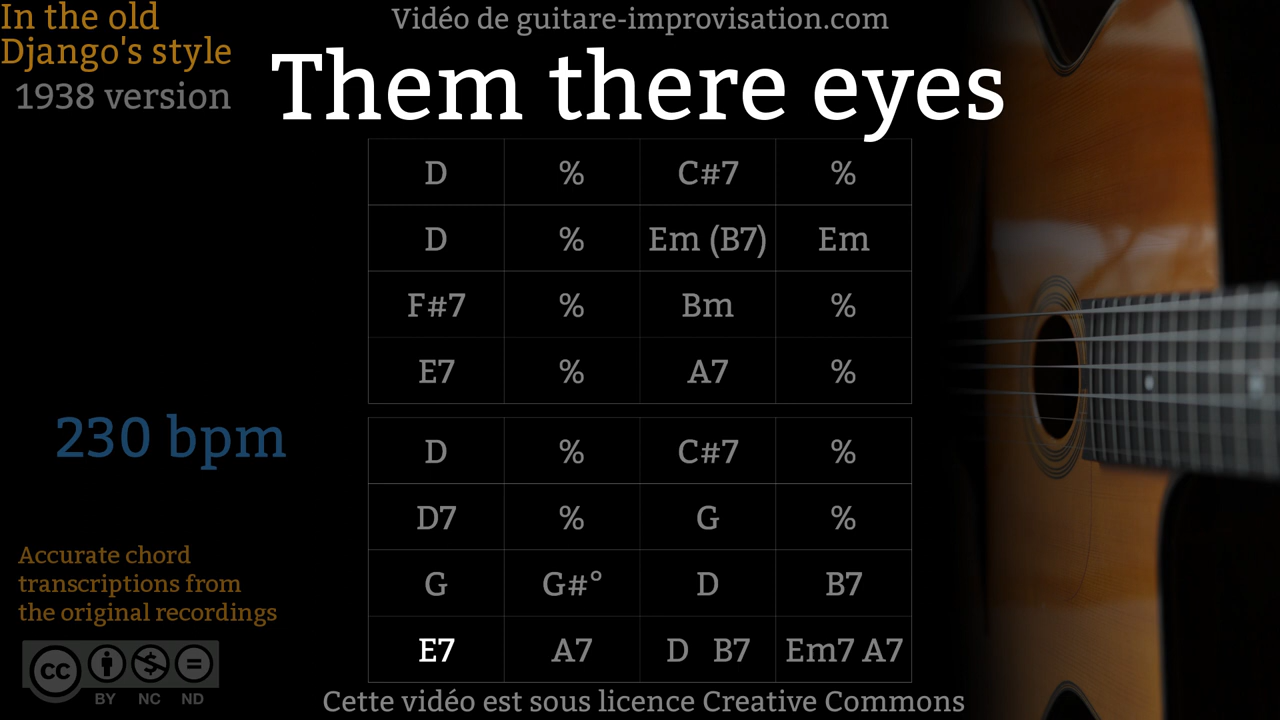 In the old
Django's style
1938 version
Vidéo de guitare-improvisation.com
Them there eyes
D % C#7 %
D % Em (B7) Em
F#7 % Bm %
E7 % A7 %
230 bpm
D % C#7 %
D7 % G %
G G#° D B7
E7 A7 D B7 Em7 A7
Accurate chord
transcriptions from
the original recordings
cc
BY NC ND
Cette vidéo est sous licence Creative Commons